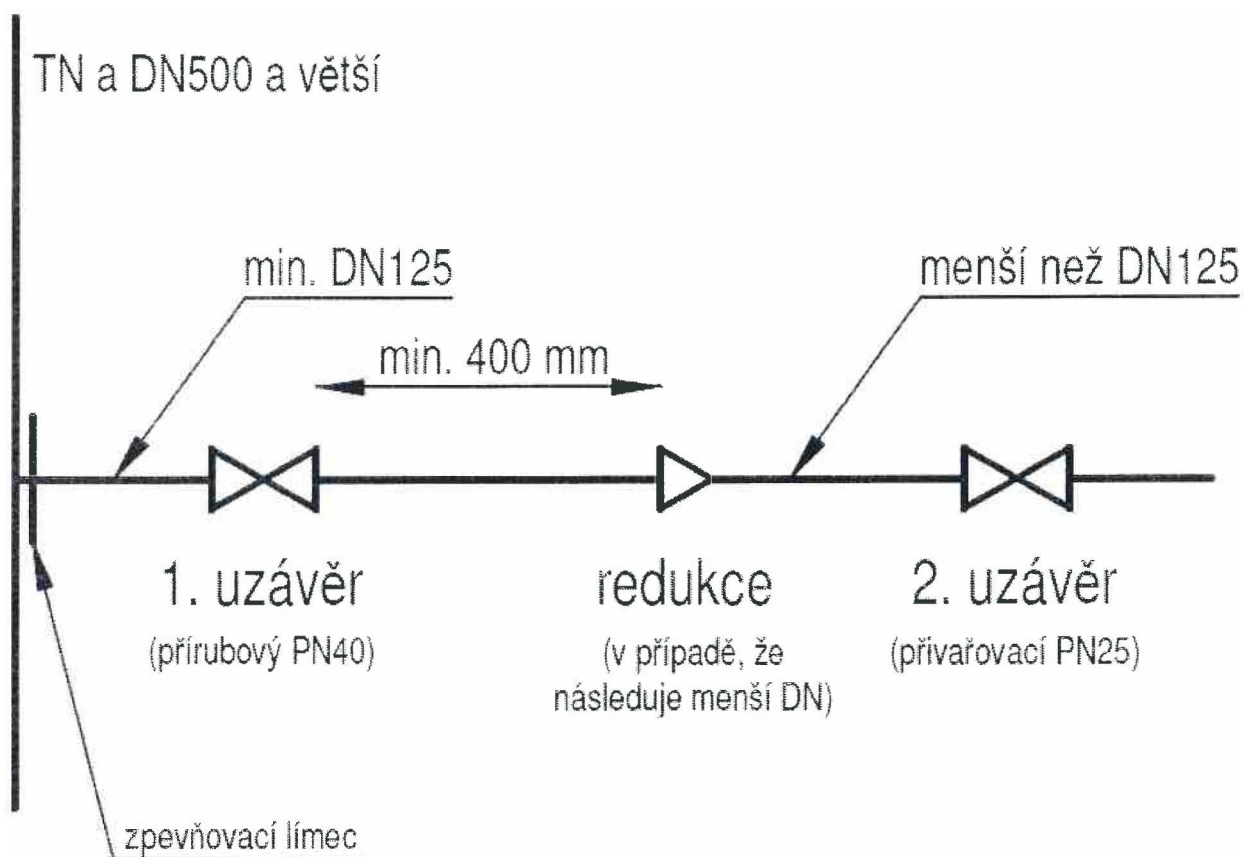 TN a DN500 a větší
min. DN125
menší než DN125
min. 400 mm
1. uzávěr
(přírubový PN40)
redukce
(v případě, že
následuje menší DN)
2. uzávěr
(přivařovací PN25)
zpevňovací límec